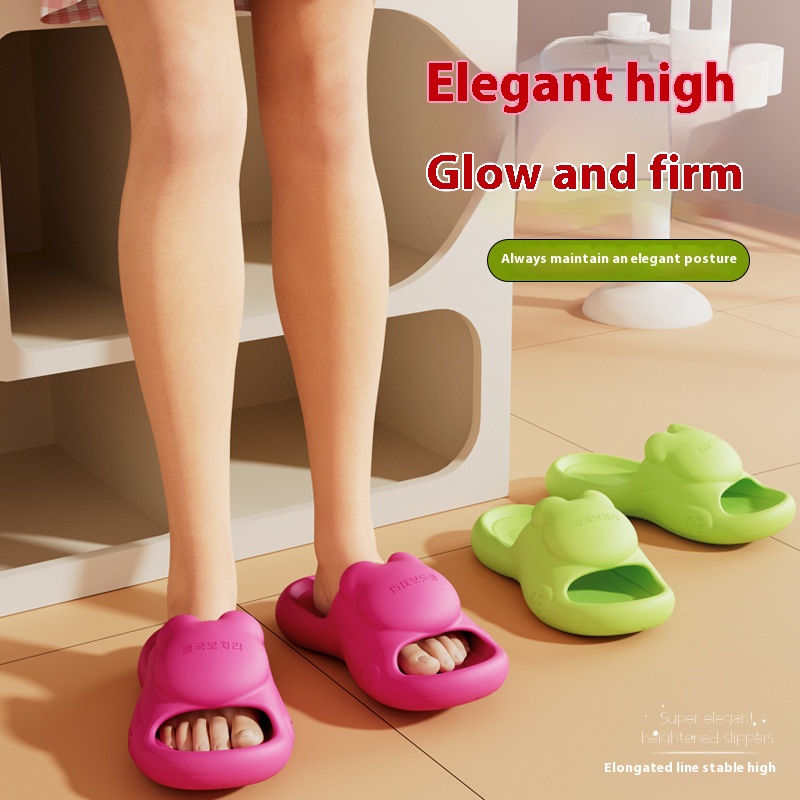 Elegant high
Glow and firm
Always maintain an elegant posture
Super elegant
heightened slippers
Elongated line stable high